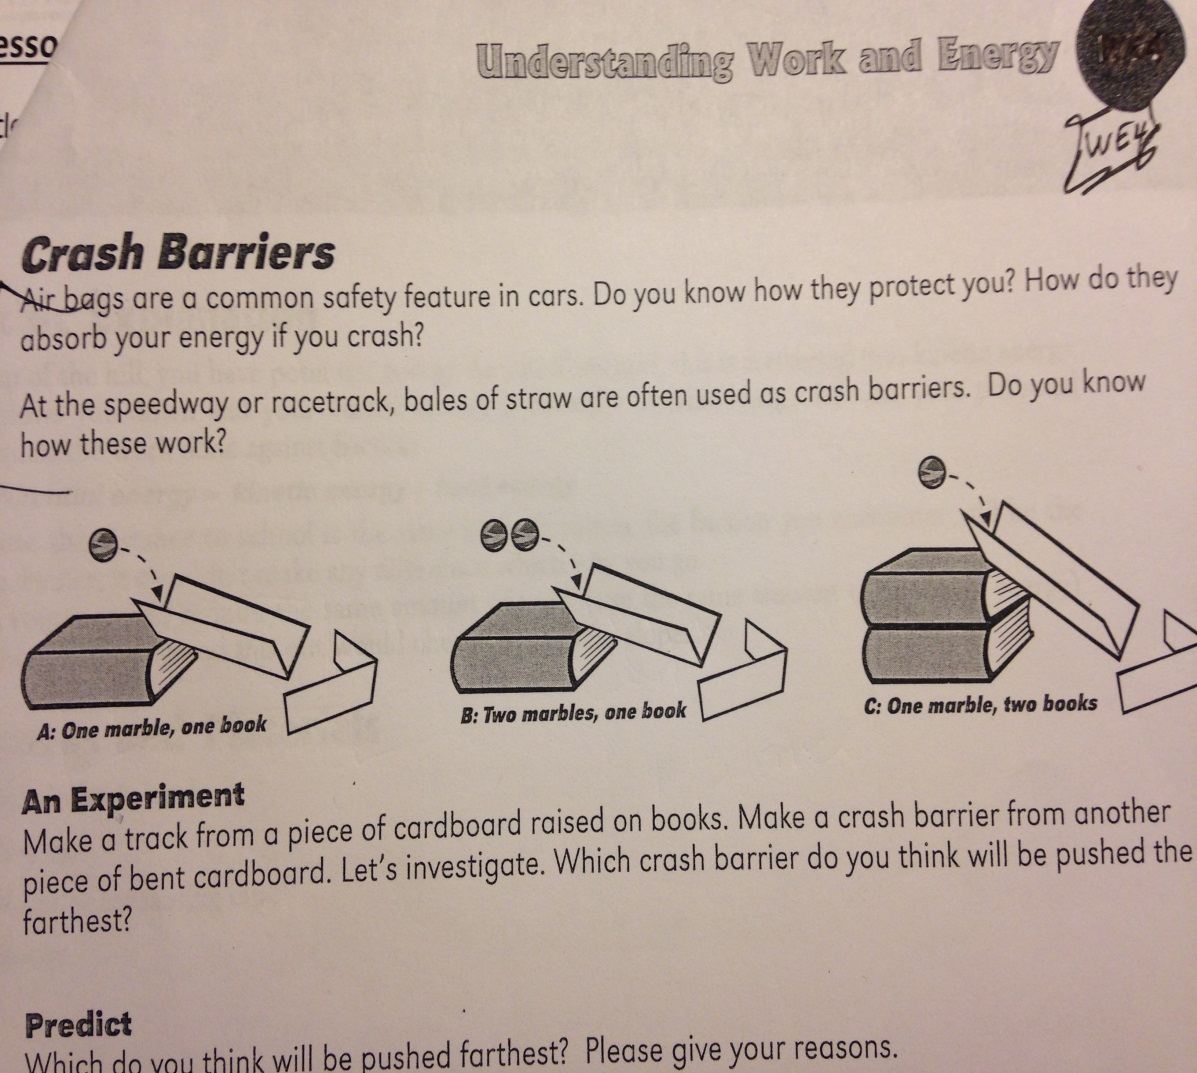 esso
Understanding Work and Energy
WE4
WE4
Crash Barriers
Air bags are a common safety feature in cars. Do you know how they protect you? How do they
absorb your energy if you crash?
At the speedway or racetrack, bales of straw are often used as crash barriers. Do you know
how these work?
A: One marble, one book
B: Two marbles, one book
C: One marble, two books
An Experiment
Make a track from a piece of cardboard raised on books. Make a crash barrier from another
piece of bent cardboard. Let's investigate. Which crash barrier do you think will be pushed the
farthest?
Predict
Which do you think will be pushed farthest? Please give your reasons.